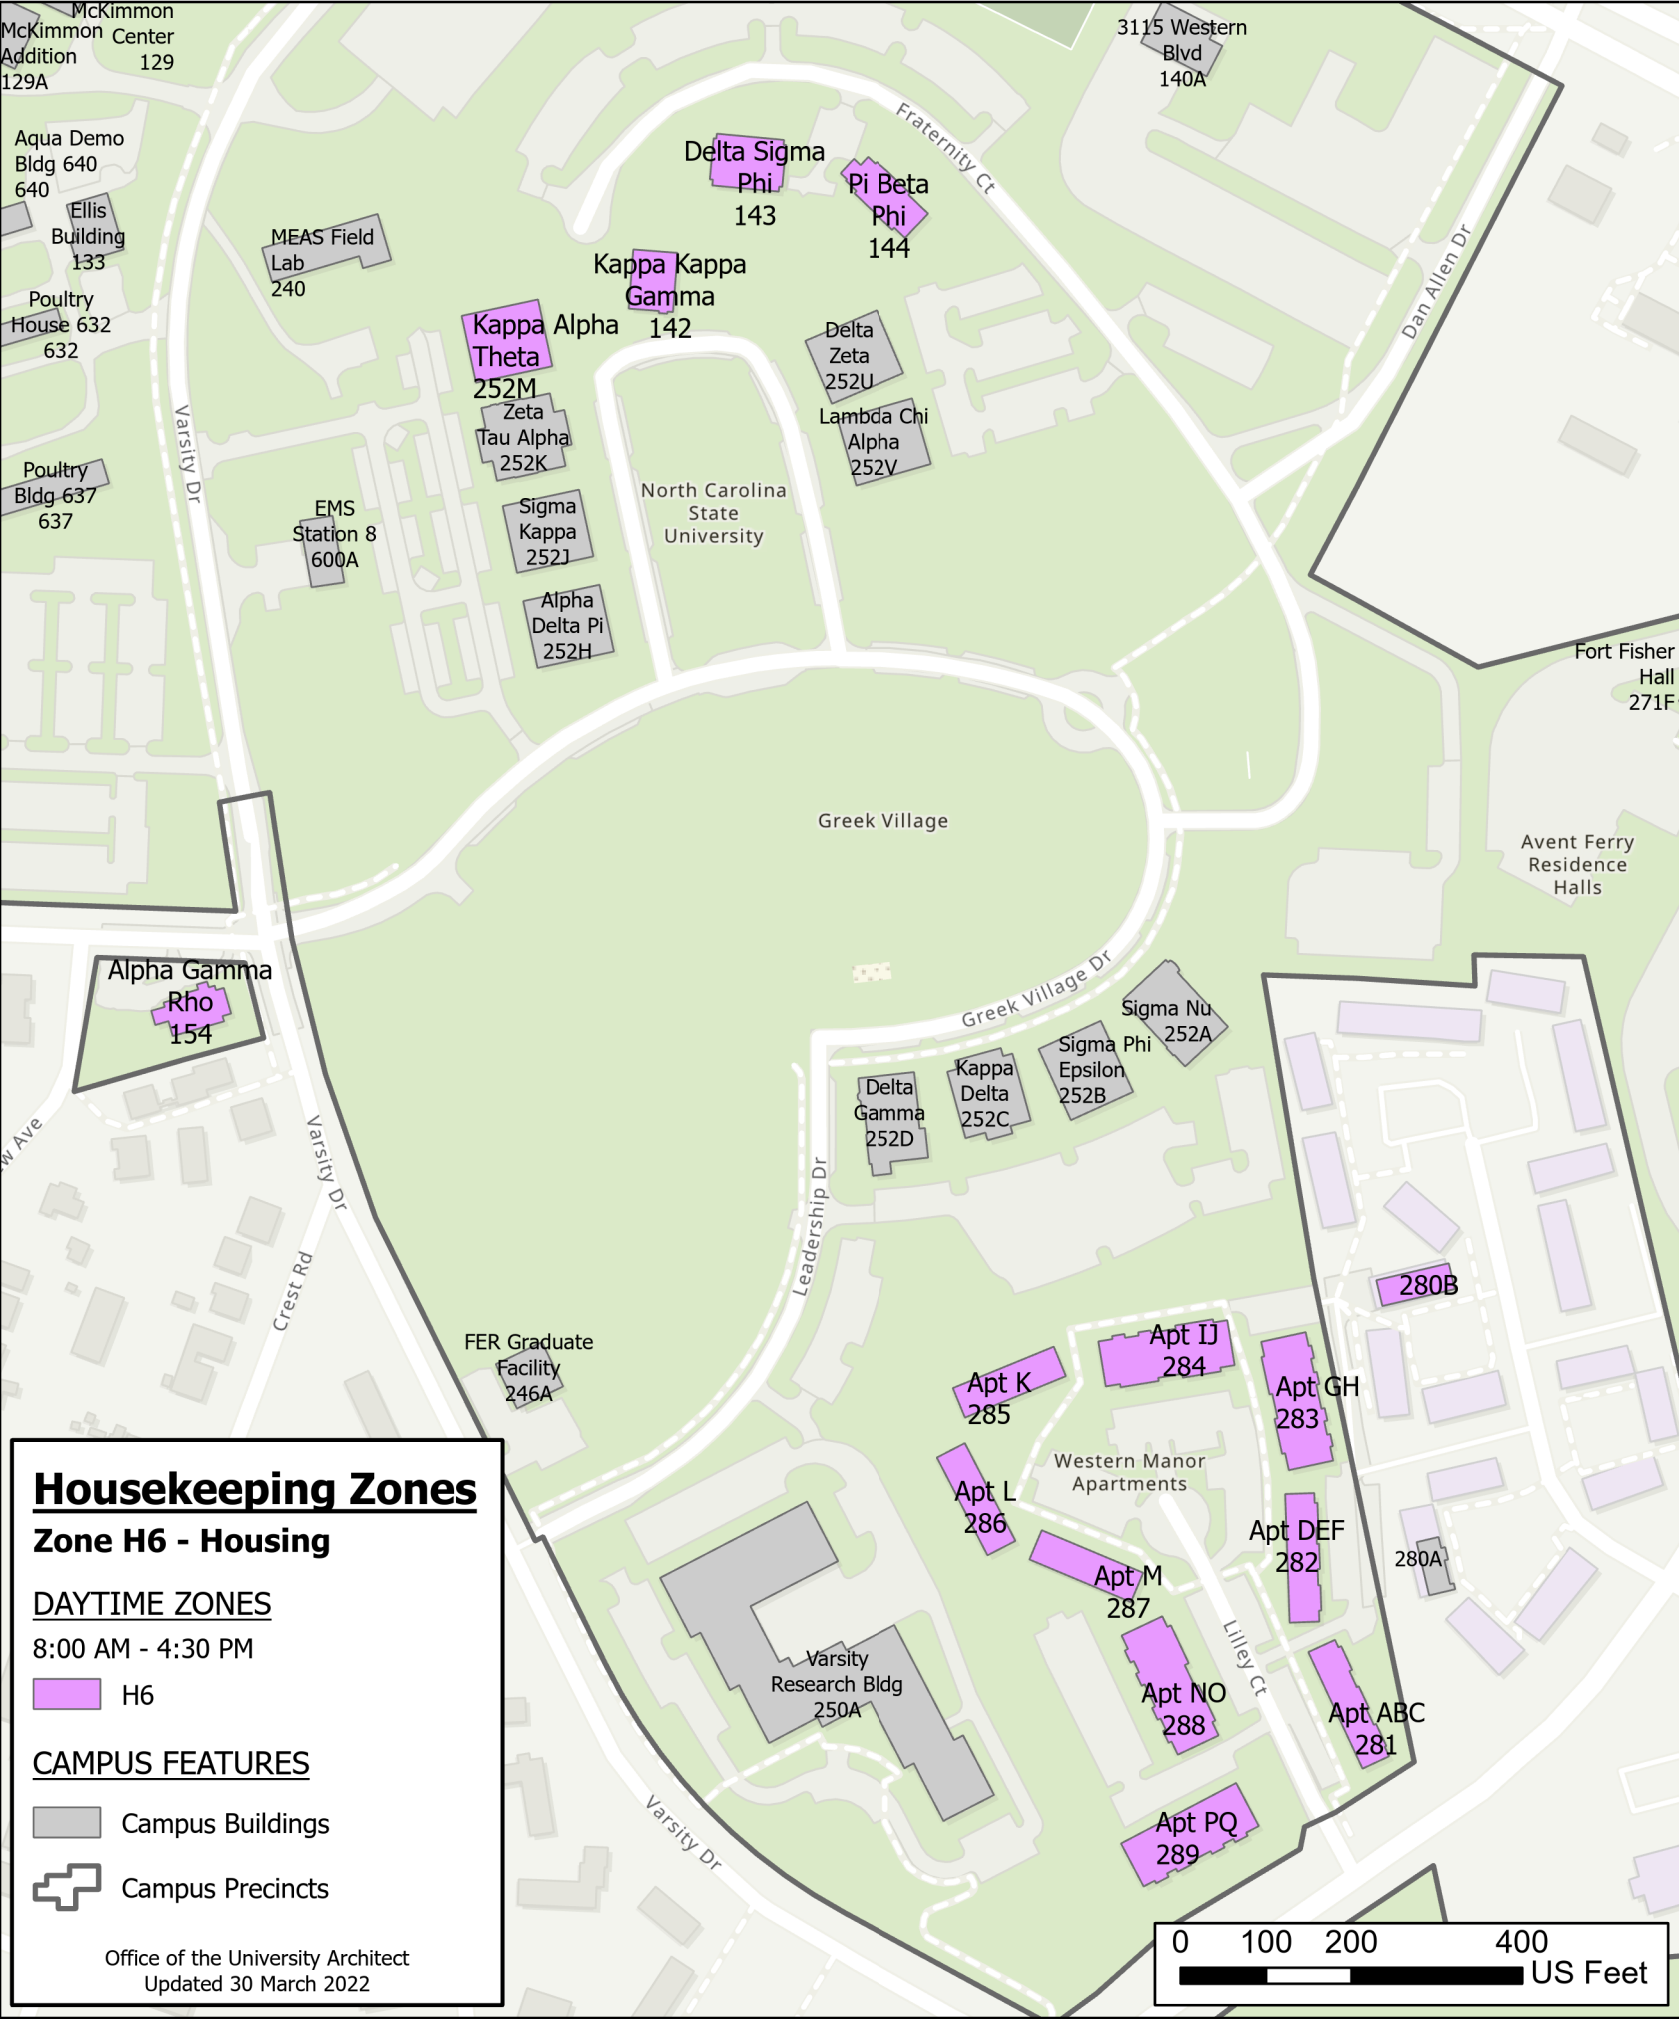 McKimmon
Center
129
McKimmon
Addition
129A
3115 Western
Blvd
140A
Aqua Demo
Bldg 640
640
Ellis
Building
133
Poultry
House 632
632
Poultry
Bldg 637
637
MEAS Field
Lab
240
EMS
Station 8
600A
Varsity Dr
Delta Sigma
Phi
143
Pi Beta
Phi
144
Fraternity Ct
Dan Allen Dr
Kappa Kappa
Gamma
142
Kappa Alpha
Theta
252M
Zeta
Tau Alpha
252K
Sigma
Kappa
252J
Alpha
Delta Pi
252H
Delta
Zeta
252U
Lambda Chi
Alpha
252V
North Carolina
State
University
Fort Fisher
Hall
271F
Greek Village
Avent Ferry
Residence
Halls
Alpha Gamma
Rho
154
w Ave
Varsity Dr
Crest Rd
Greek Village Dr
Sigma Nu
252A
Sigma Phi
Epsilon
252B
Kappa
Delta
252C
Delta
Gamma
252D
Leadership Dr
FER Graduate
Facility
246A
280B
Apt IJ
284
Apt K
285
Apt GH
283
Western Manor
Apartments
Apt L
286
Apt DEF
282
280A
Apt M
287
Lilley Ct
Varsity
Research Bldg
250A
Apt NO
288
Apt ABC
281
Apt PQ
289
Varsity Dr
Housekeeping Zones
Zone H6 - Housing
DAYTIME ZONES
8:00 AM - 4:30 PM
H6
CAMPUS FEATURES
Campus Buildings
Campus Precincts
Office of the University Architect
Updated 30 March 2022
0 100 200 400
US Feet